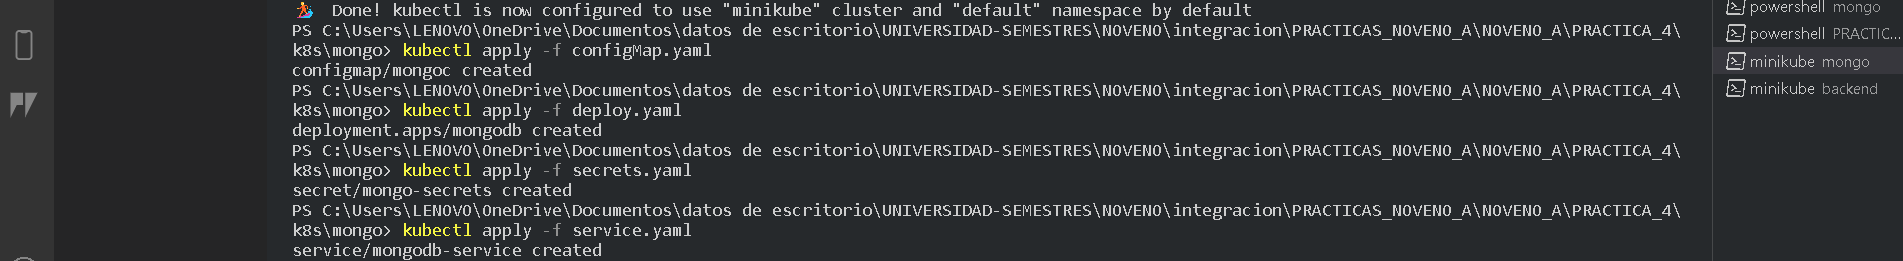 Done! kubectl is now configured to use "minikube" cluster and "default" namespace by default
PS C:\Users\LENOVO\OneDrive\Documentos\datos de escritorio\UNIVERSIDAD-SEMESTRES\NOVENO\integracion\PRACTICAS_NOVENO_A\NOVENO_A\PRACTICA_4\
k8s\mongo> kubectl apply -f configMap.yaml
configmap/mongoc created
PS C:\Users\LENOVO\OneDrive\Documentos\datos de escritorio\UNIVERSIDAD-SEMESTRES\NOVENO\integracion\PRACTICAS_NOVENO_A\NOVENO_A\PRACTICA_4\
k8s\mongo> kubectl apply -f deploy.yaml
deployment.apps/mongodb created
PS C:\Users\LENOVO\OneDrive\Documentos\datos de escritorio\UNIVERSIDAD-SEMESTRES\NOVENO\integracion\PRACTICAS_NOVENO_A\NOVENO_A\PRACTICA_4\
k8s\mongo> kubectl apply -f secrets.yaml
secret/mongo-secrets created
PS C:\Users\LENOVO\OneDrive\Documentos\datos de escritorio\UNIVERSIDAD-SEMESTRES\NOVENO\integracion\PRACTICAS_NOVENO_A\NOVENO_A\PRACTICA_4\
k8s\mongo> kubectl apply -f service.yaml
service/mongodb-service created
powershell mongo
powershell PRACTIC...
minikube mongo
minikube backend